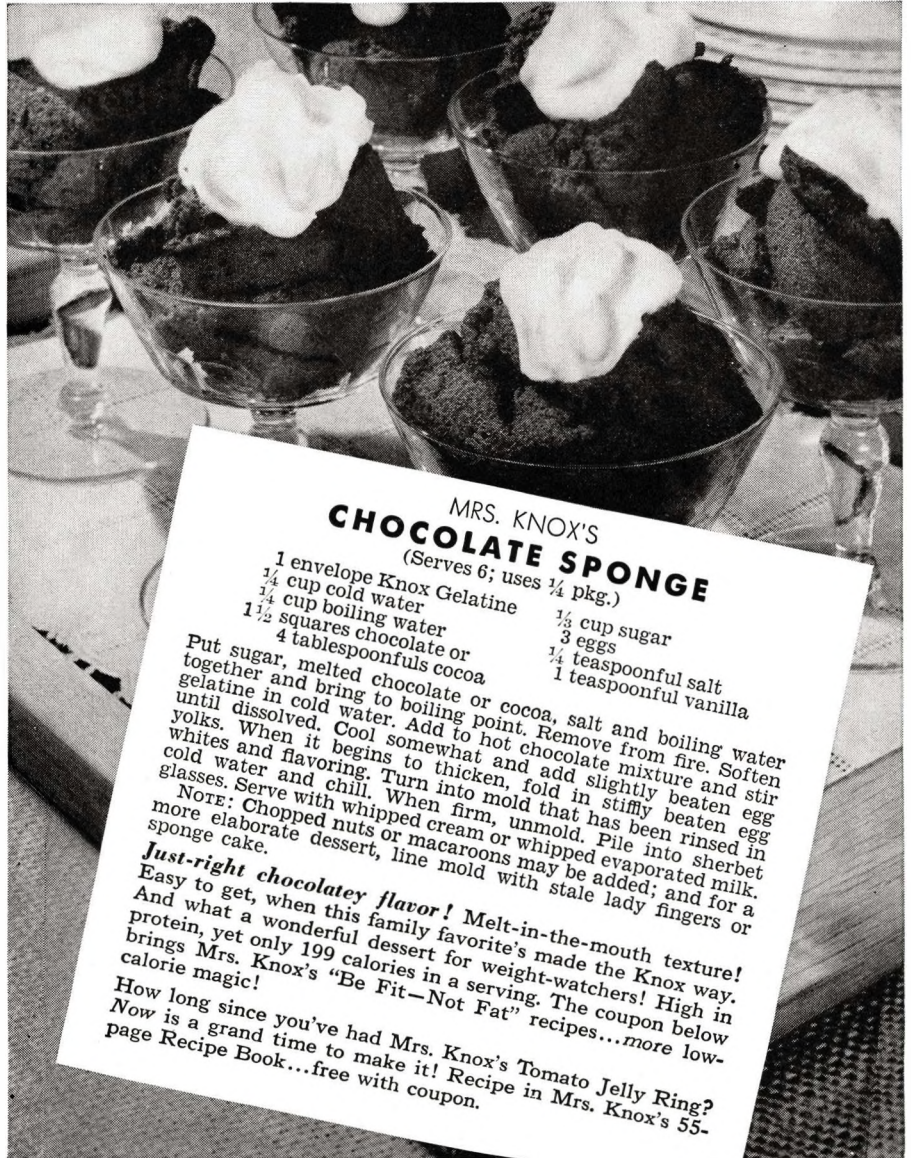 MRS. KNOX'S
CHOCOLATE SPONGE
(Serves 6; uses ¼ pkg.)
1 envelope Knox Gelatine
¼ cup cold water
¼ cup boiling water
1½ squares chocolate or
4 tablespoonfuls cocoa
⅓ cup sugar
3 eggs
¼ teaspoonful salt
1 teaspoonful vanilla
Put sugar, melted chocolate or cocoa, salt and boiling water
together and bring to boiling point. Remove from fire. Soften
gelatine in cold water. Add to hot chocolate mixture and stir
until dissolved. Cool somewhat and add slightly beaten egg
yolks. When it begins to thicken, fold in stiffly beaten egg
whites and flavoring. Turn into mold that has been rinsed in
cold water and chill. When firm, unmold. Pile into sherbet
glasses. Serve with whipped cream or whipped evaporated milk.
NOTE: Chopped nuts or macaroons may be added; and for a
more elaborate dessert, line mold with stale lady fingers or
sponge cake.
Just-right chocolatey flavor! Melt-in-the-mouth texture!
Easy to get, when this family favorite's made the Knox way.
And what a wonderful dessert for weight-watchers! High in
protein, yet only 199 calories in a serving. The coupon below
brings Mrs. Knox's "Be Fit—Not Fat" recipes...more low-
calorie magic!
How long since you've had Mrs. Knox's Tomato Jelly Ring?
Now is a grand time to make it! Recipe in Mrs. Knox's 55-
page Recipe Book...free with coupon.